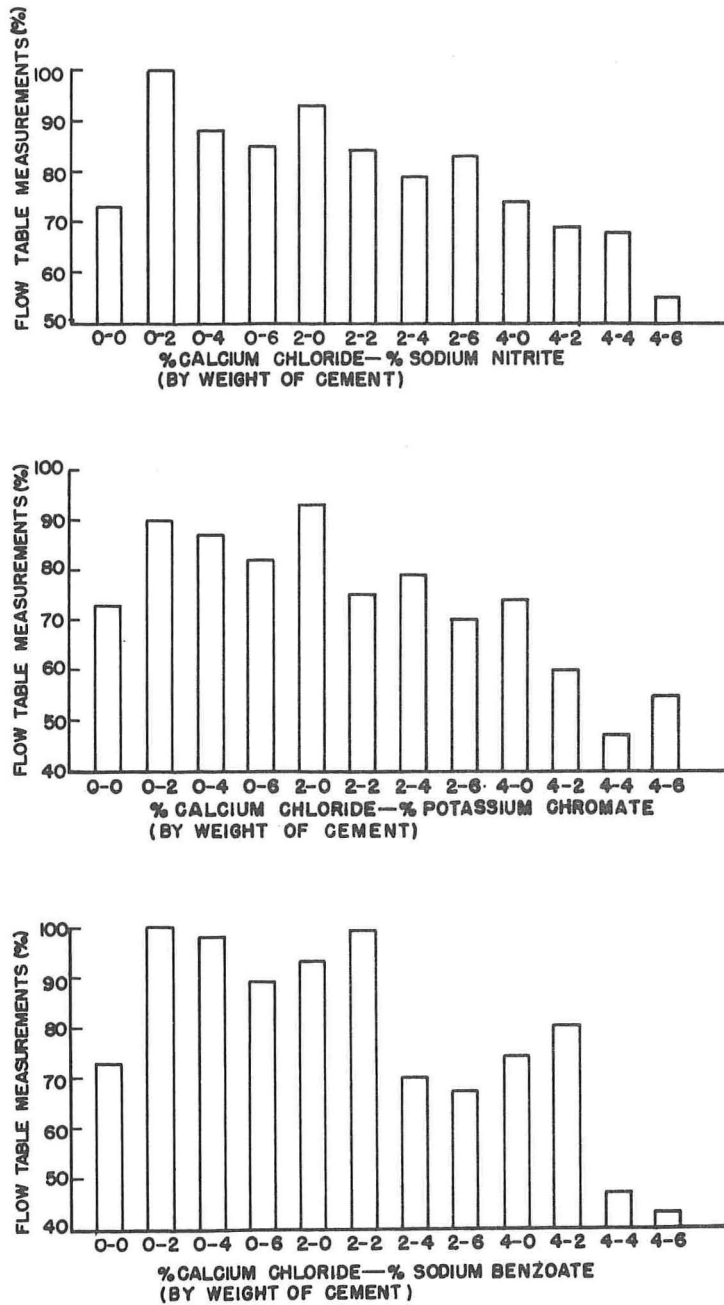 FLOW TABLE MEASUREMENTS (%)
100
90
80
70
60
50
0-0 0-2 0-4 0-6 2-0 2-2 2-4 2-6 4-0 4-2 4-4 4-6
% CALCIUM CHLORIDE—% SODIUM NITRITE
(BY WEIGHT OF CEMENT)
FLOW TABLE MEASUREMENTS (%)
100
90
80
70
60
50
40
0-0 0-2 0-4 0-6 2-0 2-2 2-4 2-6 4-0 4-2 4-4 4-6
% CALCIUM CHLORIDE—% POTASSIUM CHROMATE
(BY WEIGHT OF CEMENT)
FLOW TABLE MEASUREMENTS (%)
100
90
80
70
60
50
40
0-0 0-2 0-4 0-6 2-0 2-2 2-4 2-6 4-0 4-2 4-4 4-6
% CALCIUM CHLORIDE—% SODIUM BENZOATE
(BY WEIGHT OF CEMENT)